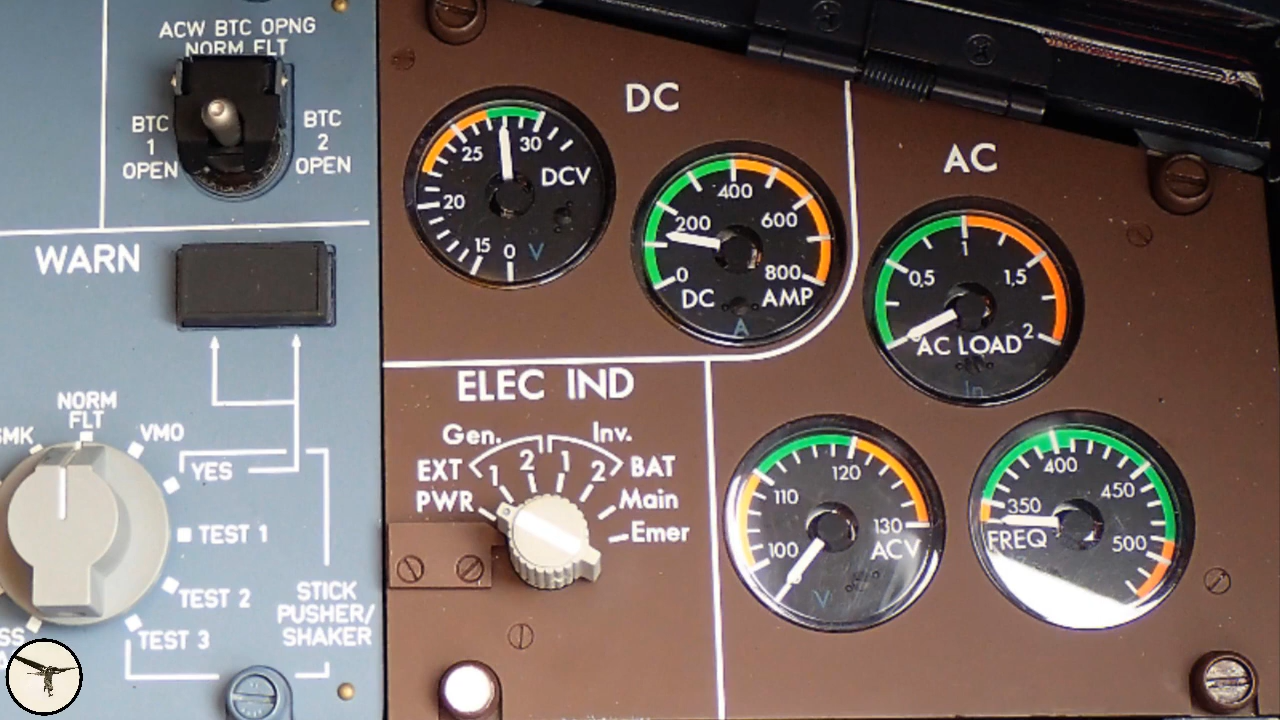 ACW BTC OPNG
NORM FLT
BTC
1
OPEN
BTC
2
OPEN
WARN
NORM
FLT
SMK
VMO
YES
TEST 1
TEST 2
TEST 3
STICK
PUSHER/
SHAKER
DC
25
30
20
15
0
DCV
V
200
400
600
0
800
DC
AMP
A
AC
0,5
1
1,5
2
AC LOAD
In
ELEC IND
Gen.
Inv.
EXT
PWR
1
2
1
2
BAT
Main
Emer
120
110
130
100
ACV
V
400
450
350
500
FREQ